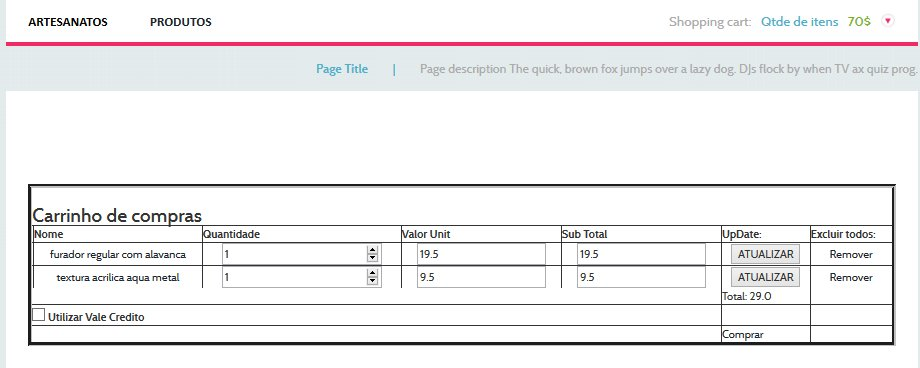 ARTESANATOS PRODUTOS Shopping cart: Qtde de itens 70$
Page Title | Page description The quick, brown fox jumps over a lazy dog. DJs flock by when TV ax quiz prog.
Carrinho de compras
Nome Quantidade Valor Unit Sub Total UpDate: Excluir todos:
furador regular com alavanca 1 19.5 19.5 ATUALIZAR Remover
textura acrilica aqua metal 1 9.5 9.5 ATUALIZAR Remover
Total: 29.0
Utilizar Vale Credito
Comprar